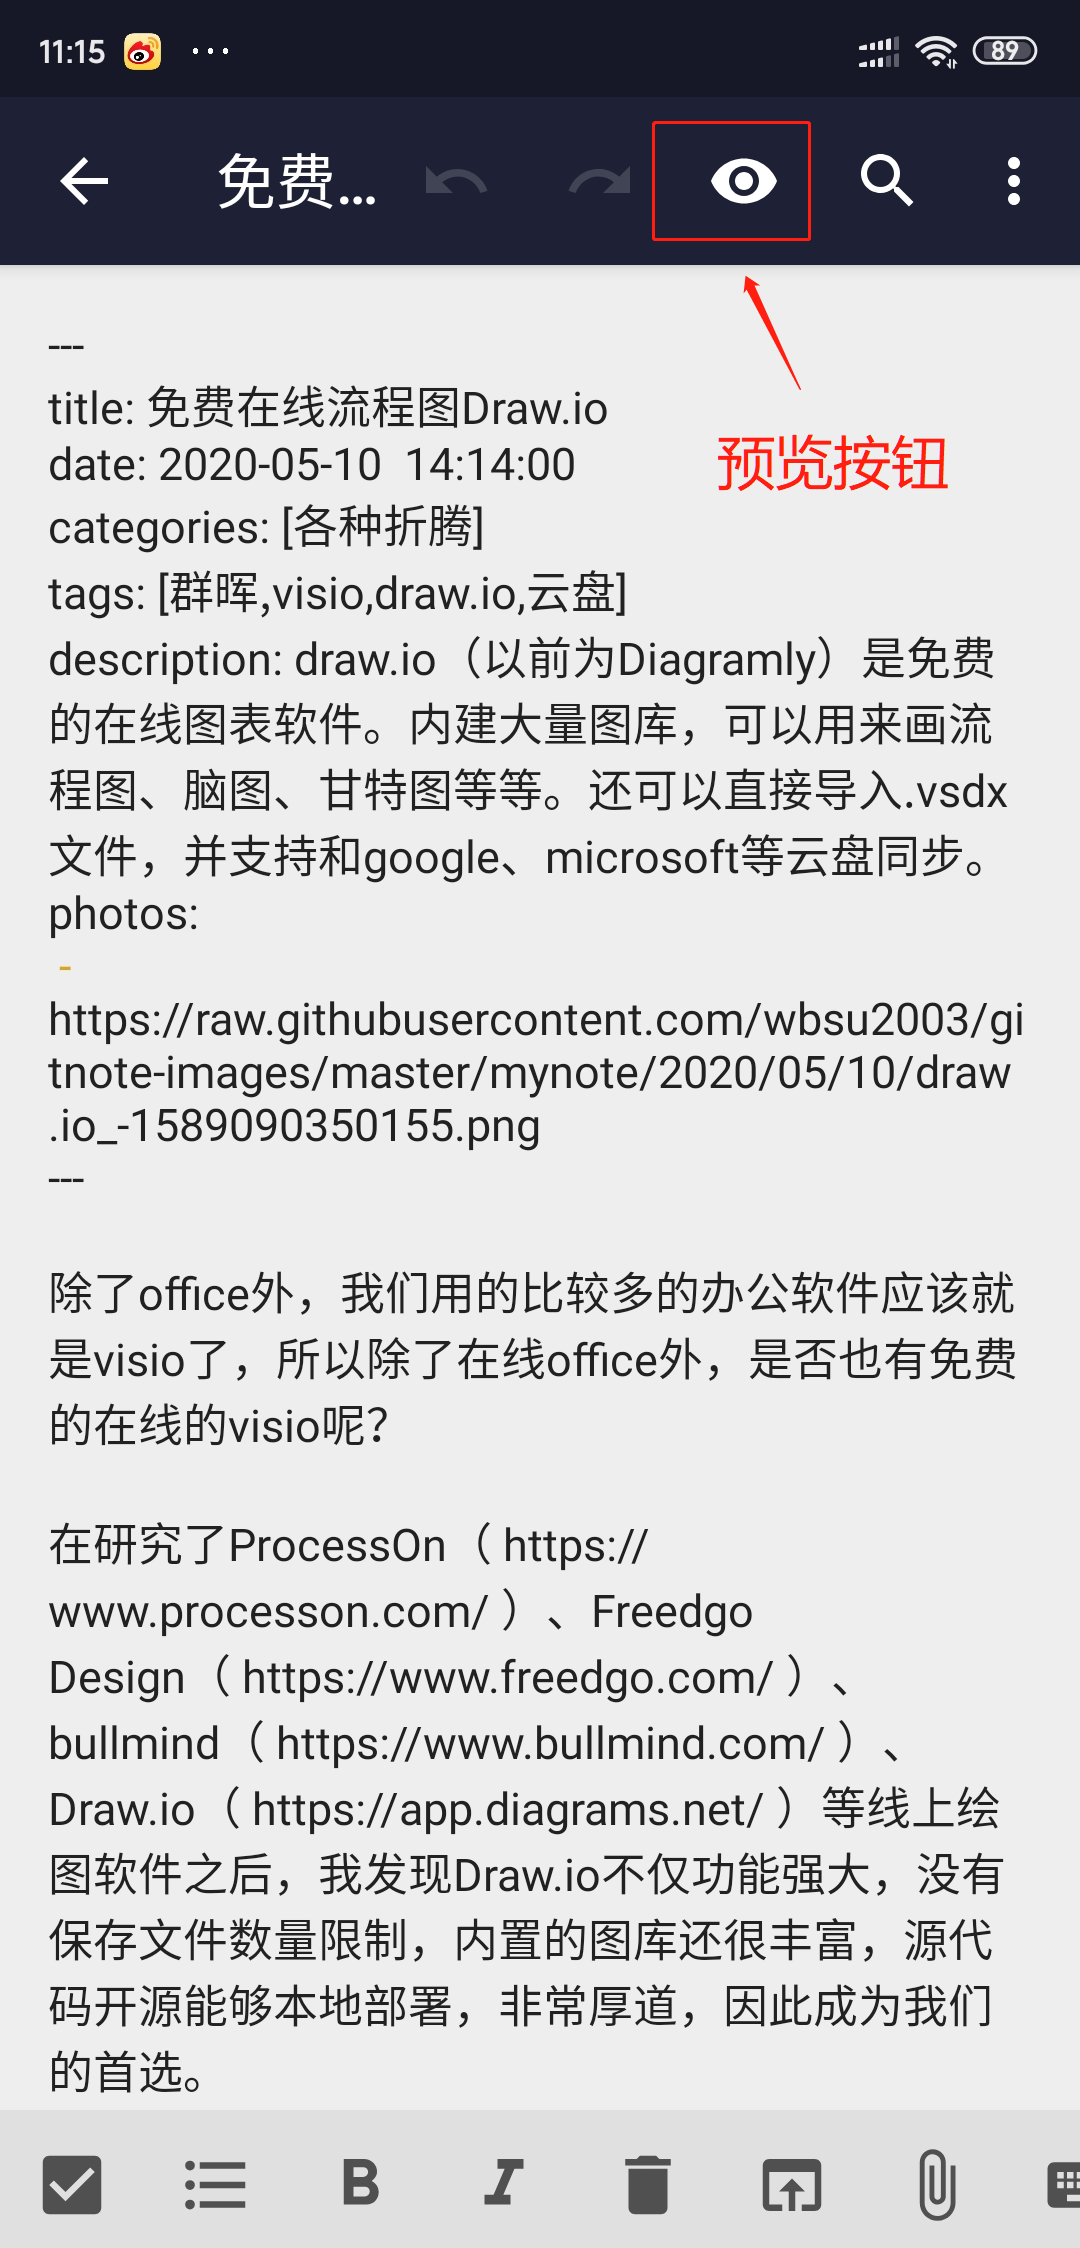 11:15
89
免费...
---
title: 免费在线流程图Draw.io
date: 2020-05-10  14:14:00
预览按钮
categories: [各种折腾]
tags: [群晖,visio,draw.io,云盘]
description: draw.io（以前为Diagramly）是免费
的在线图表软件。内建大量图库，可以用来画流
程图、脑图、甘特图等等。还可以直接导入.vsdx
文件，并支持和google、microsoft等云盘同步。
photos:
-
https://raw.githubusercontent.com/wbsu2003/gi
tnote-images/master/mynote/2020/05/10/draw
.io_-1589090350155.png
---
除了office外，我们用的比较多的办公软件应该就
是visio了，所以除了在线office外，是否也有免费
的在线的visio呢？
在研究了ProcessOn（ https://
www.processon.com/ ）、Freedgo
Design（ https://www.freedgo.com/ ）、
bullmind（ https://www.bullmind.com/ ）、
Draw.io（ https://app.diagrams.net/ ）等线上绘
图软件之后，我发现Draw.io不仅功能强大，没有
保存文件数量限制，内置的图库还很丰富，源代
码开源能够本地部署，非常厚道，因此成为我们
的首选。
B I